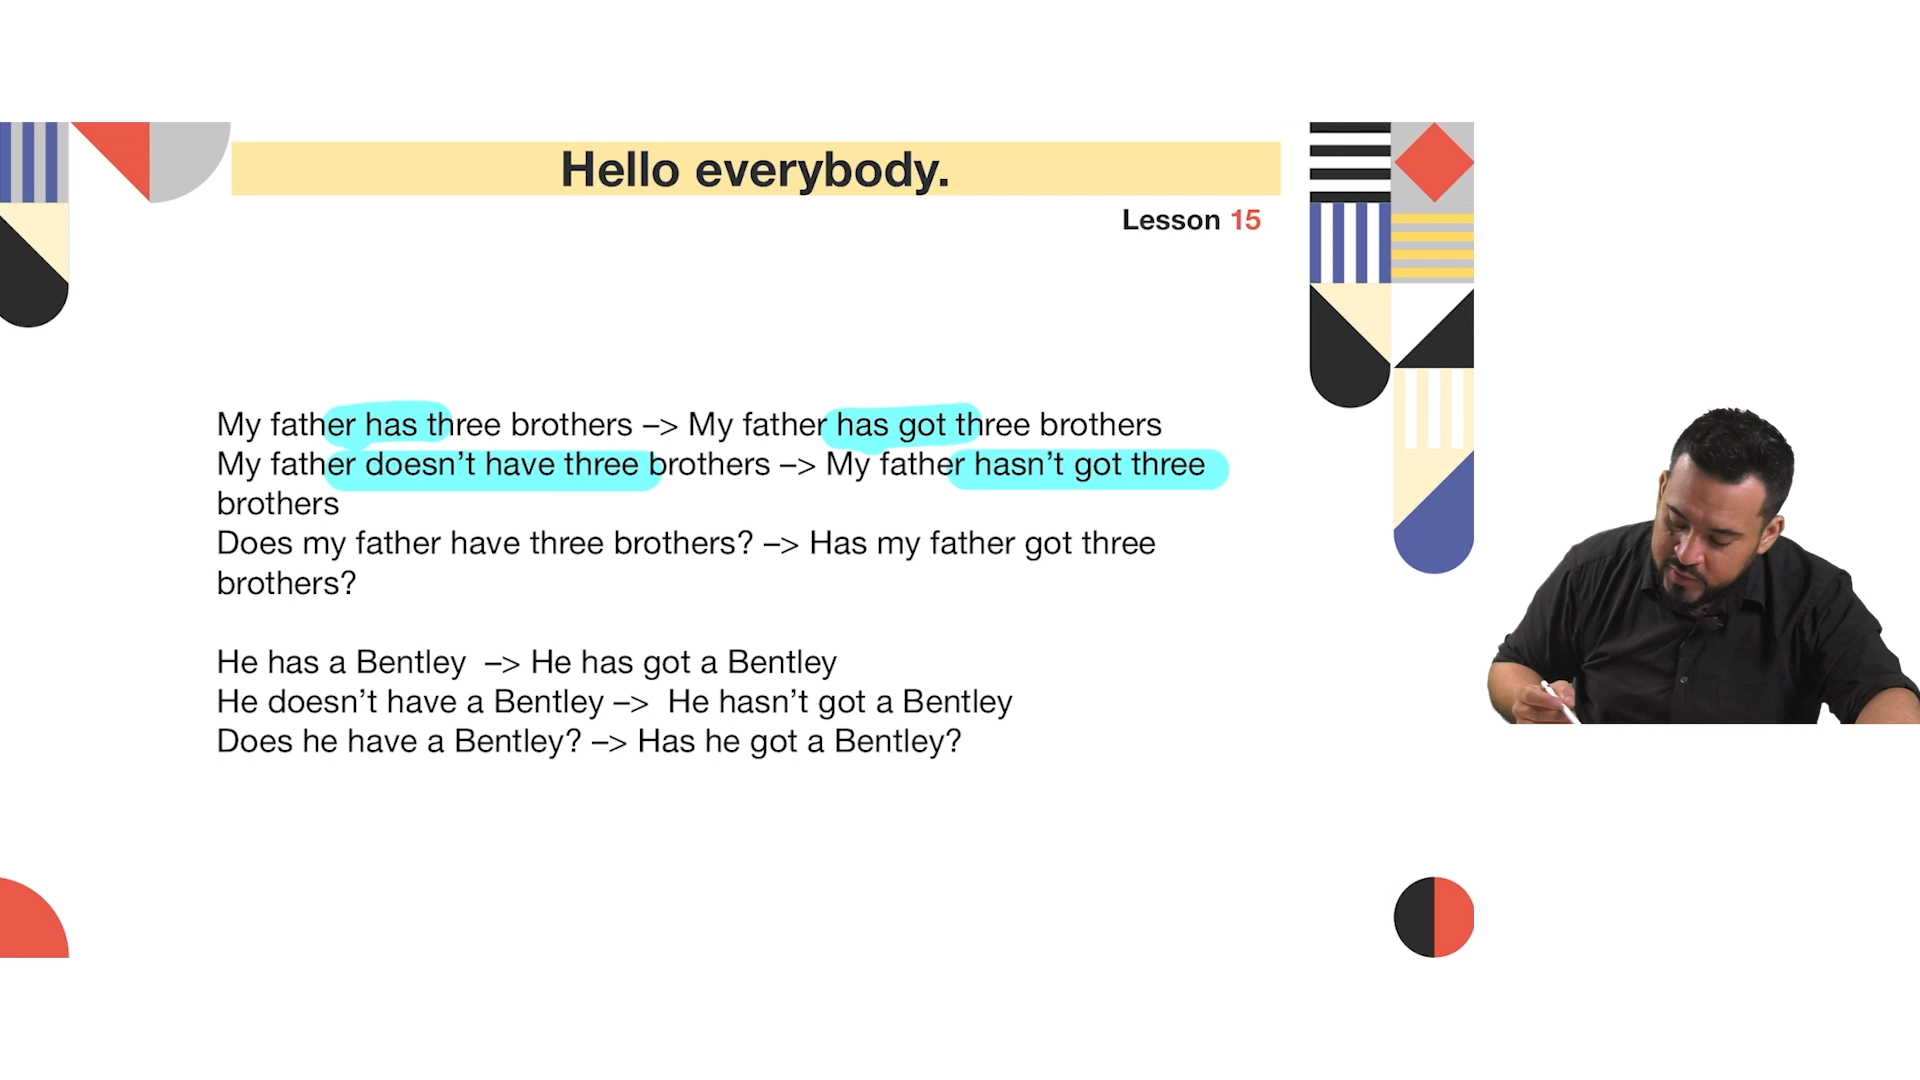 Hello everybody.
Lesson 15
My father has three brothers –> My father has got three brothers
My father doesn’t have three brothers –> My father hasn’t got three
brothers
Does my father have three brothers? –> Has my father got three
brothers?
He has a Bentley  –> He has got a Bentley
He doesn’t have a Bentley –>  He hasn’t got a Bentley
Does he have a Bentley? –> Has he got a Bentley?